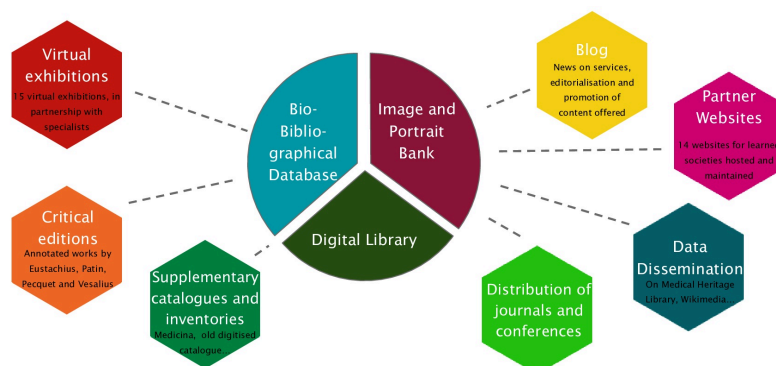 Virtual
exhibitions
15 virtual exhibitions, in
partnership with
specialists
Critical
editions
Annotated works by
Eustachius, Patin,
Pecquet and Vesalius
Supplementary
catalogues and
inventories
Medicina, old digitised
catalogue...
Bio-
Bibli-
ographical
Database
Image and
Portrait
Bank
Digital Library
Blog
News on services,
editorialisation and
promotion of
content offered
Partner
Websites
14 websites for learned
societies hosted and
maintained
Data
Dissemination
On Medical Heritage
Library, Wikimedia...
Distribution of
journals and
conferences